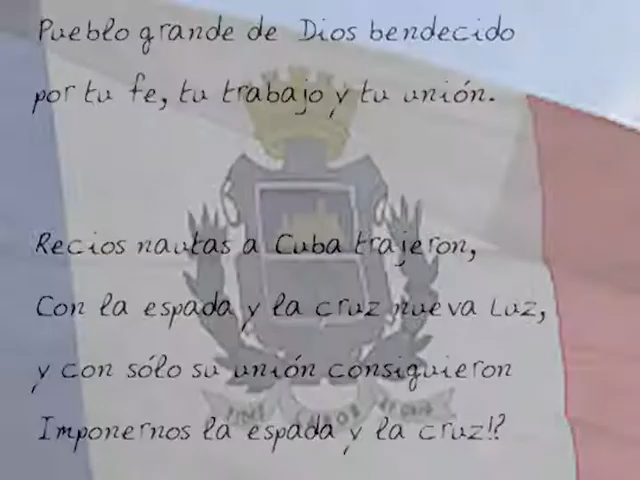 Pueblo grande de Dios bendecido
por tu fe, tu trabajo y tu unión.
Recios nautas a Cuba trajeron,
Con la espada y la cruz nueva Luz,
y con sólo su unión consiguieron
Imponernos la espada y la cruz!?